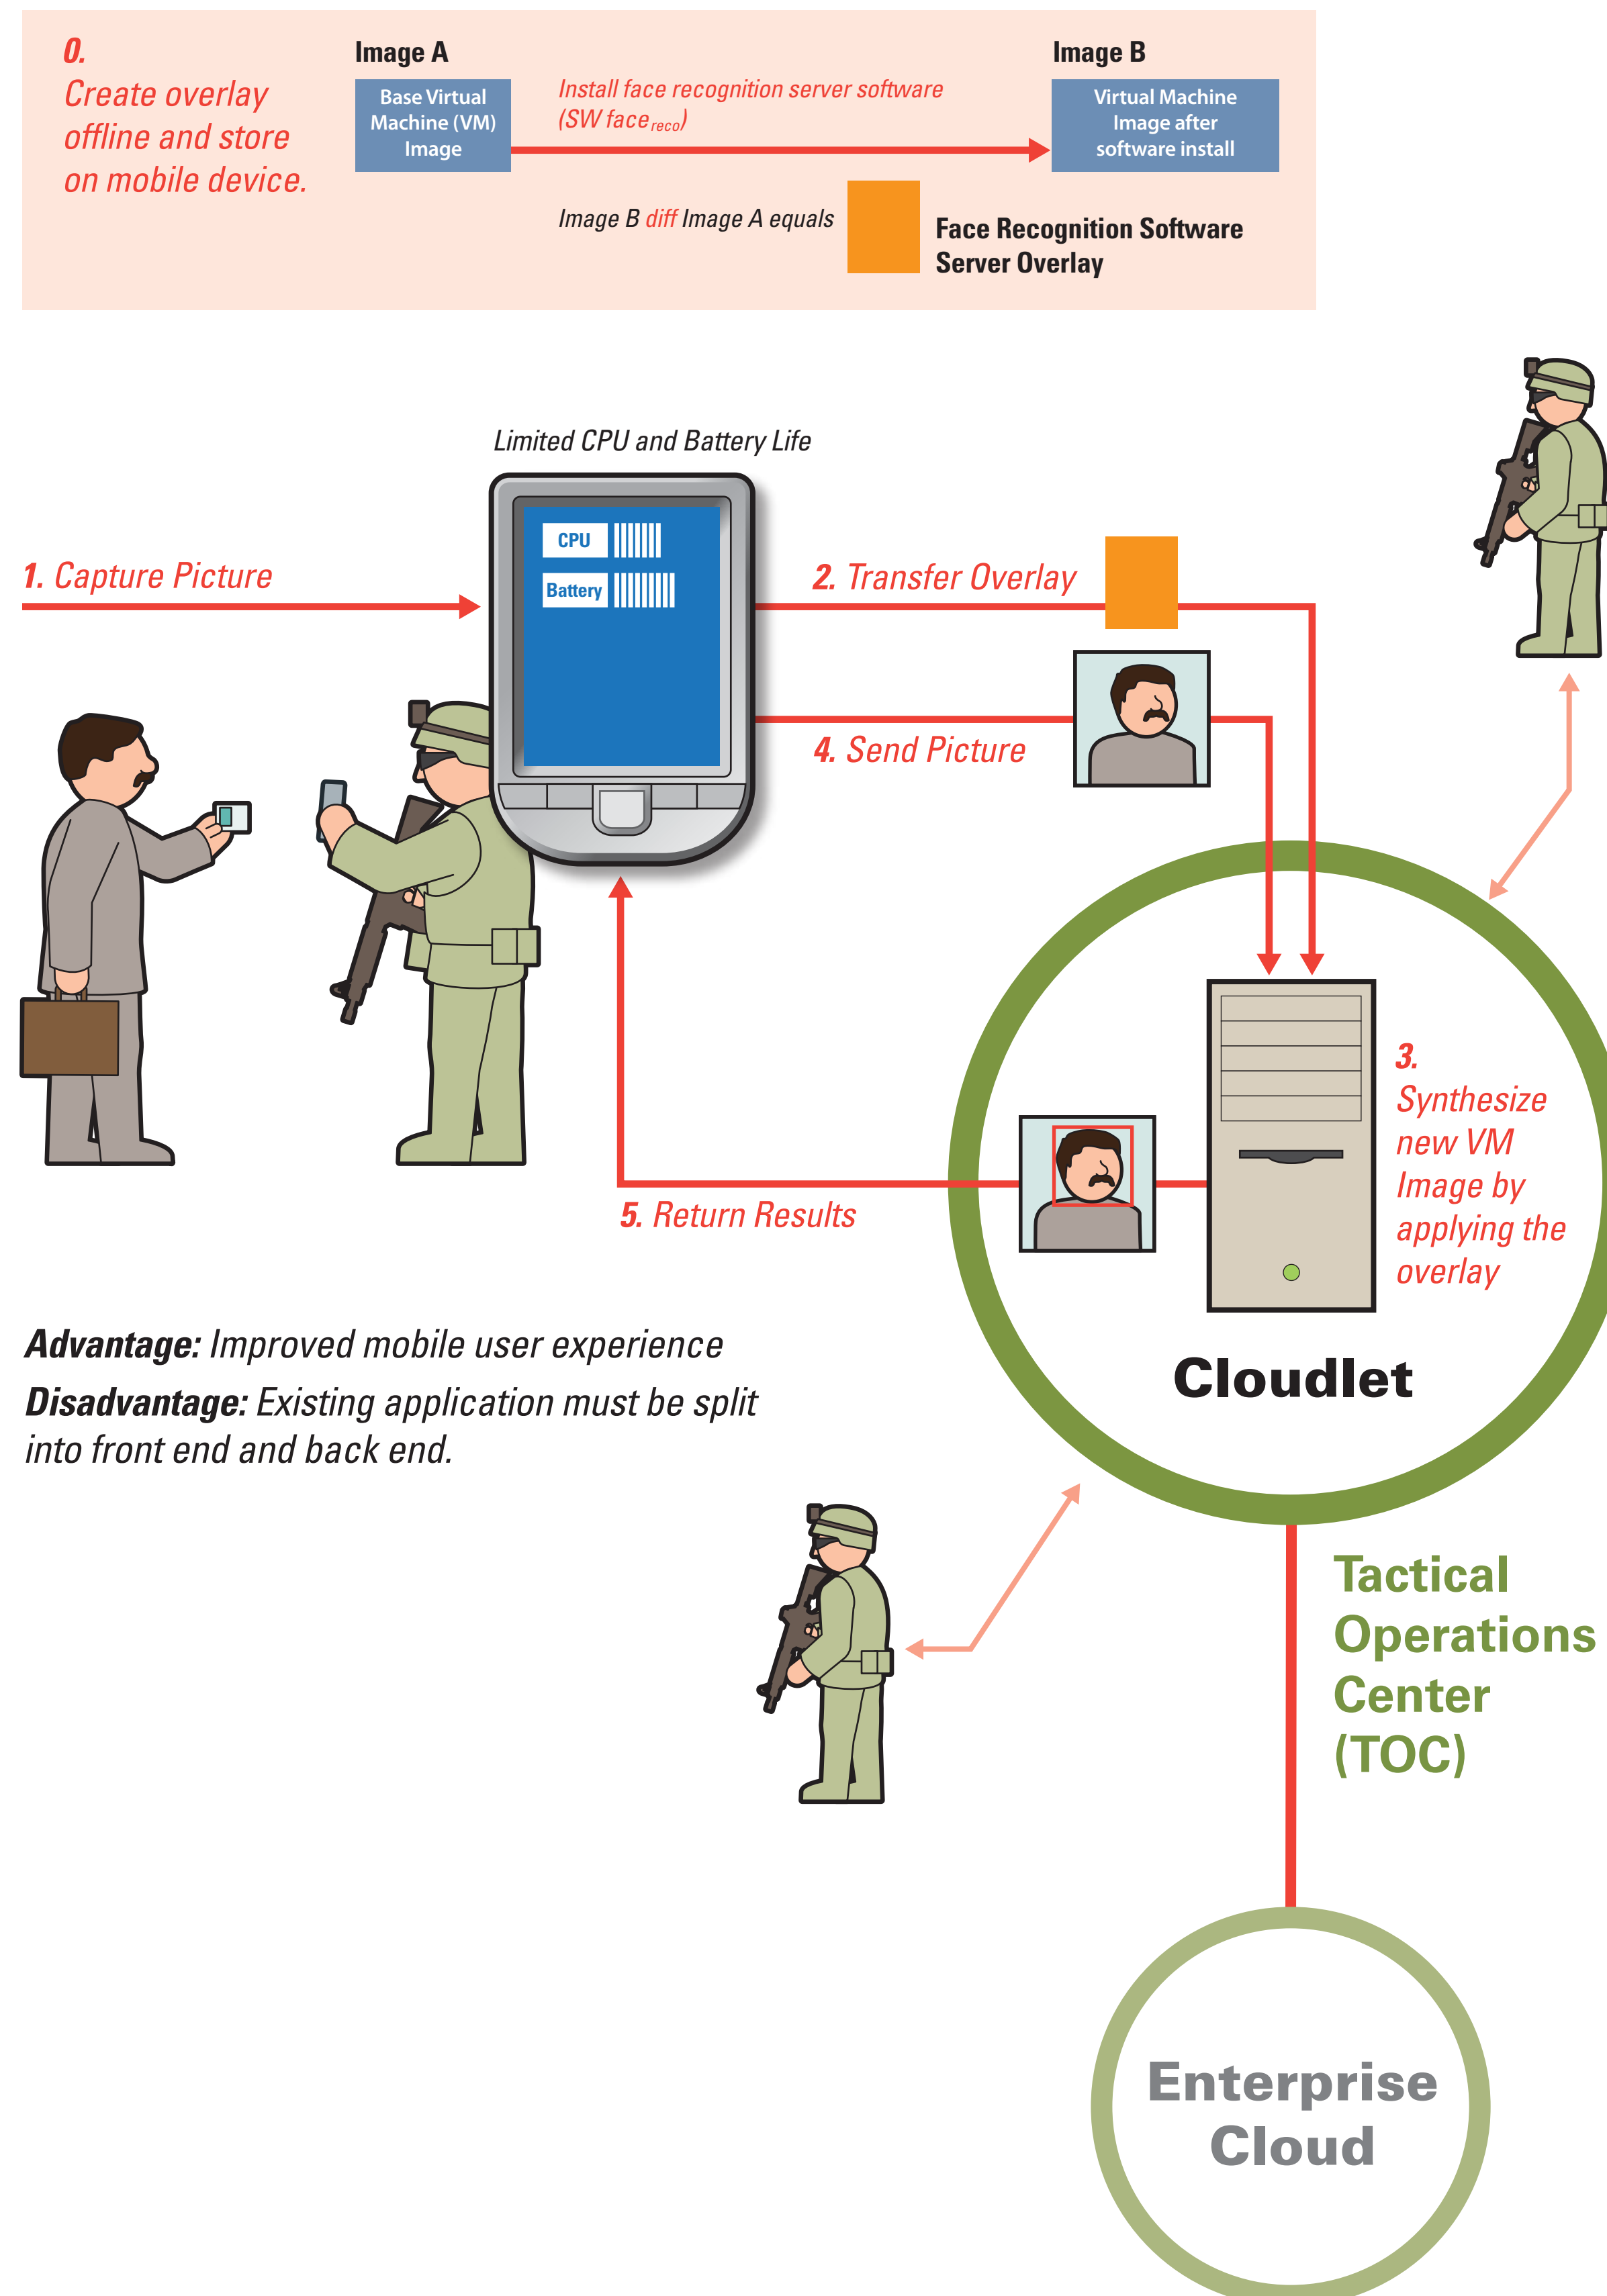 0.
Create overlay
offline and store
on mobile device.
Image A
Base Virtual
Machine (VM)
Image
Install face recognition server software
(SW face reco)
Image B
Virtual Machine
Image after
software install
Image B diff Image A equals
Face Recognition Software
Server Overlay
Limited CPU and Battery Life
CPU
Battery
1. Capture Picture
2. Transfer Overlay
4. Send Picture
3.
Synthesize
new VM
Image by
applying the
overlay
5. Return Results
Cloudlet
Advantage: Improved mobile user experience
Disadvantage: Existing application must be split
into front end and back end.
Tactical
Operations
Center
(TOC)
Enterprise
Cloud